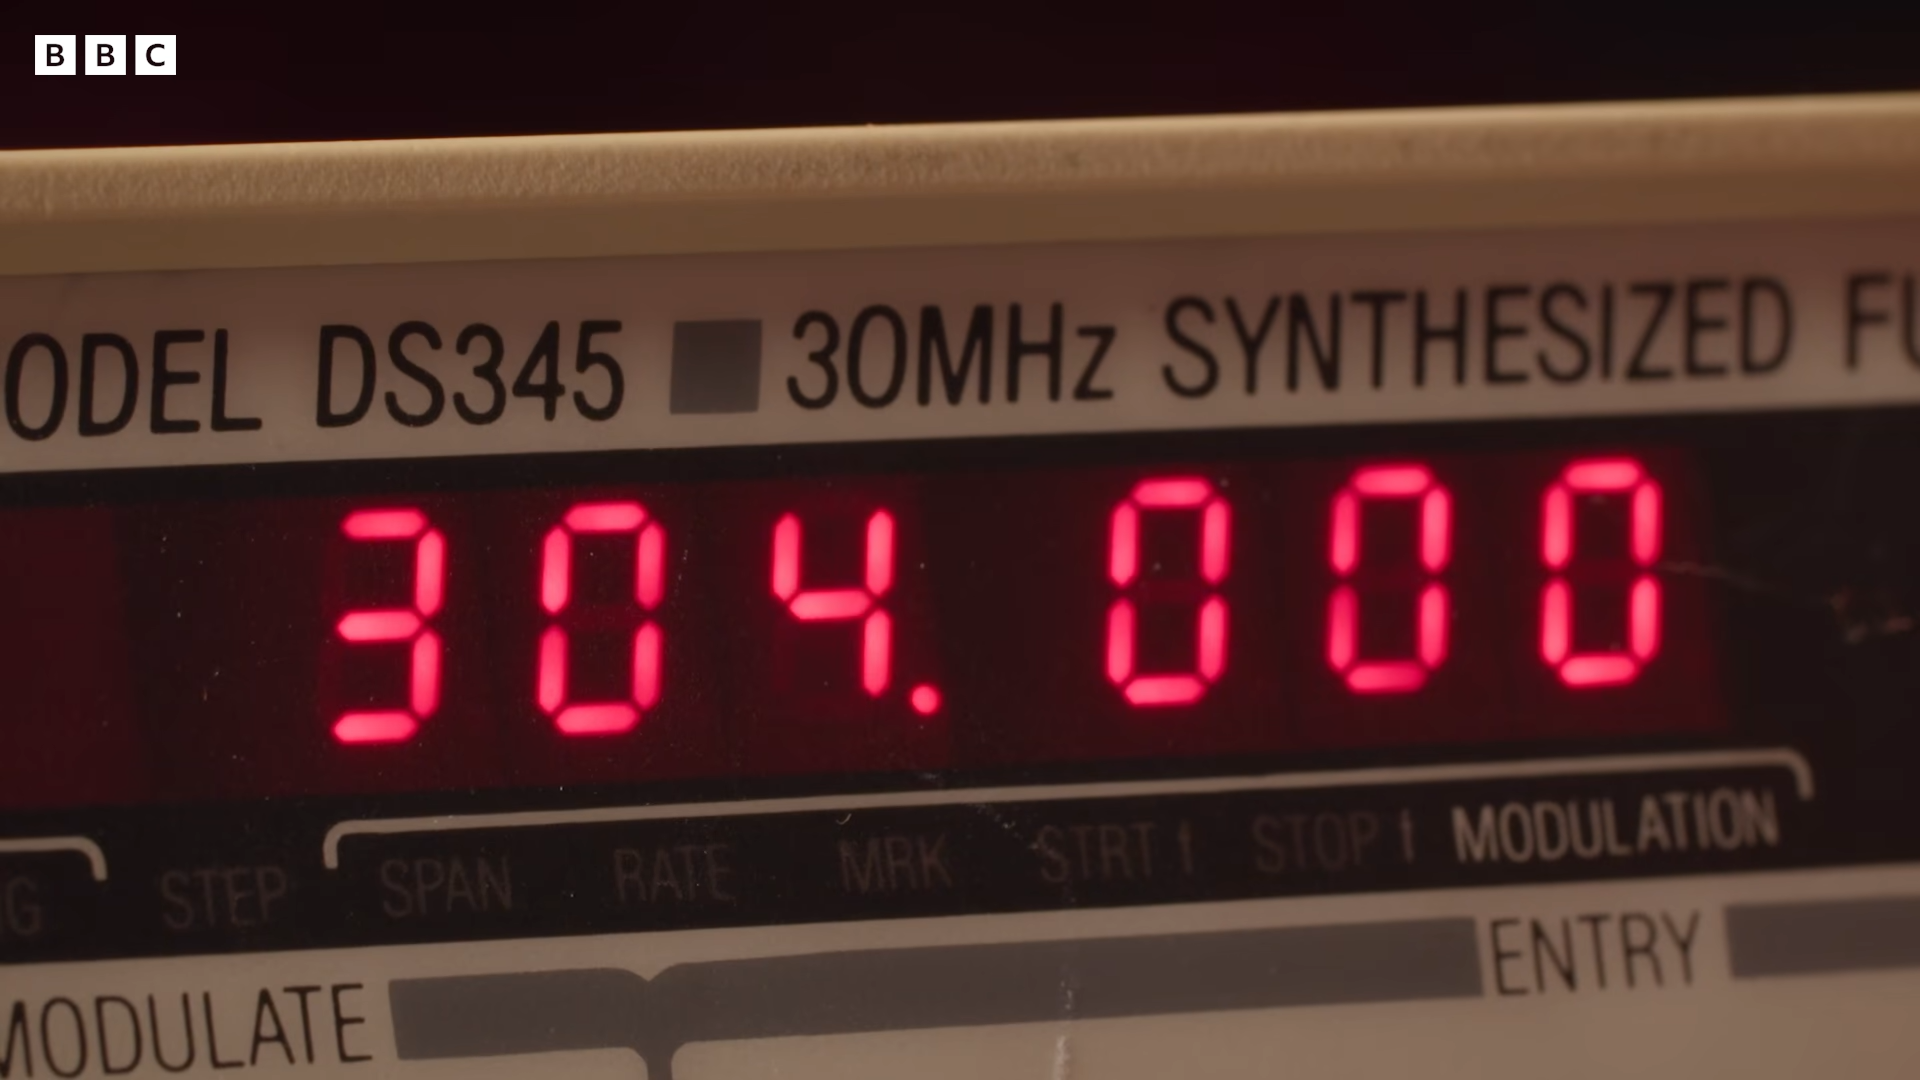 BBC
ODEL DS345 30MHz SYNTHESIZED FU
304.000
STEP SPAN RATE MRK STRT f STOP f MODULATION
ENTRY
MODULATE